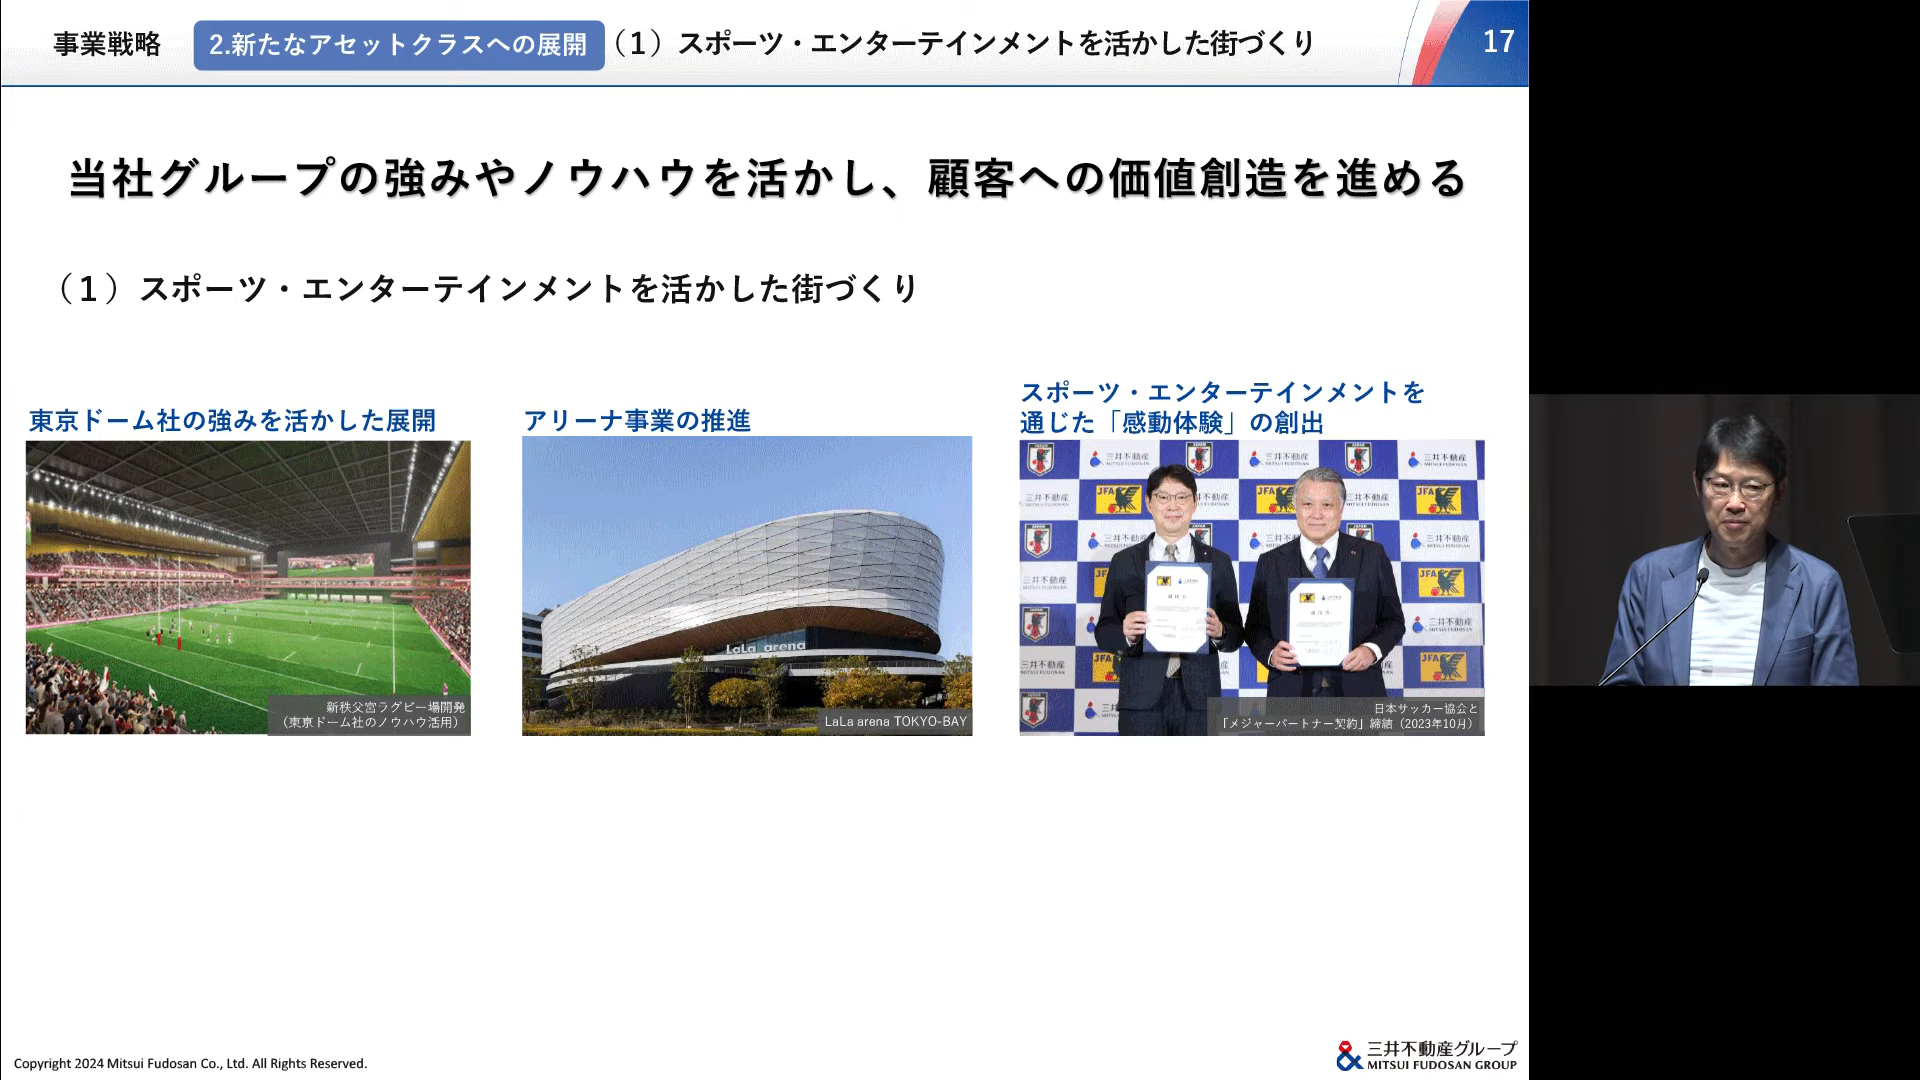 事業戦略
2.新たなアセットクラスへの展開
（1）スポーツ・エンターテインメントを活かした街づくり
17
当社グループの強みやノウハウを活かし、顧客への価値創造を進める
（1）スポーツ・エンターテインメントを活かした街づくり
東京ドーム社の強みを活かした展開
新秩父宮ラグビー場開発
（東京ドーム社のノウハウ活用）
アリーナ事業の推進
LaLa arena
LaLa arena TOKYO-BAY
スポーツ・エンターテインメントを
通じた「感動体験」の創出
三井不動産
MITSUI FUDOSAN
JFA
日本サッカー協会と
「メジャーパートナー契約」締結（2023年10月）
Copyright 2024 Mitsui Fudosan Co., Ltd. All Rights Reserved.
三井不動産グループ
MITSUI FUDOSAN GROUP